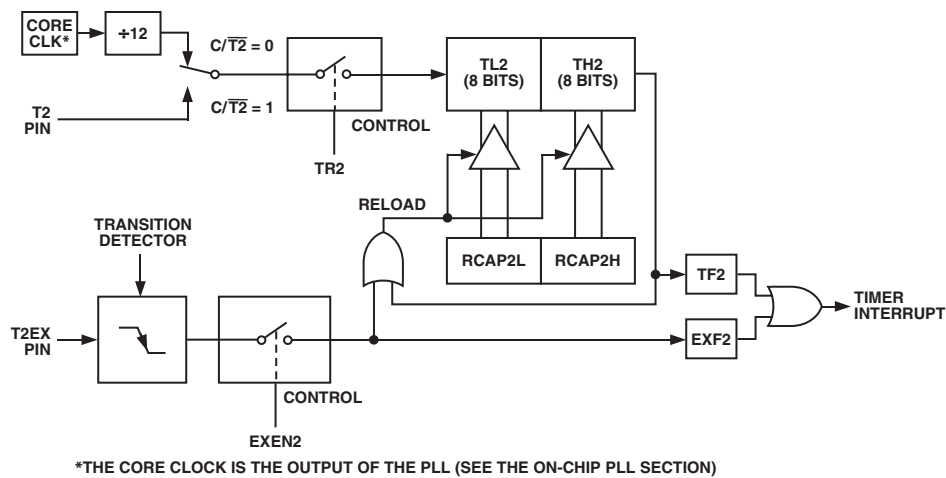 CORE
CLK*
÷12
C/T2̅ = 0
C/T2̅ = 1
T2
PIN
CONTROL
TR2
TL2
(8 BITS)
TH2
(8 BITS)
RELOAD
TRANSITION
DETECTOR
RCAP2L
RCAP2H
T2EX
PIN
CONTROL
EXEN2
TF2
EXF2
TIMER
INTERRUPT
*THE CORE CLOCK IS THE OUTPUT OF THE PLL (SEE THE ON-CHIP PLL SECTION)